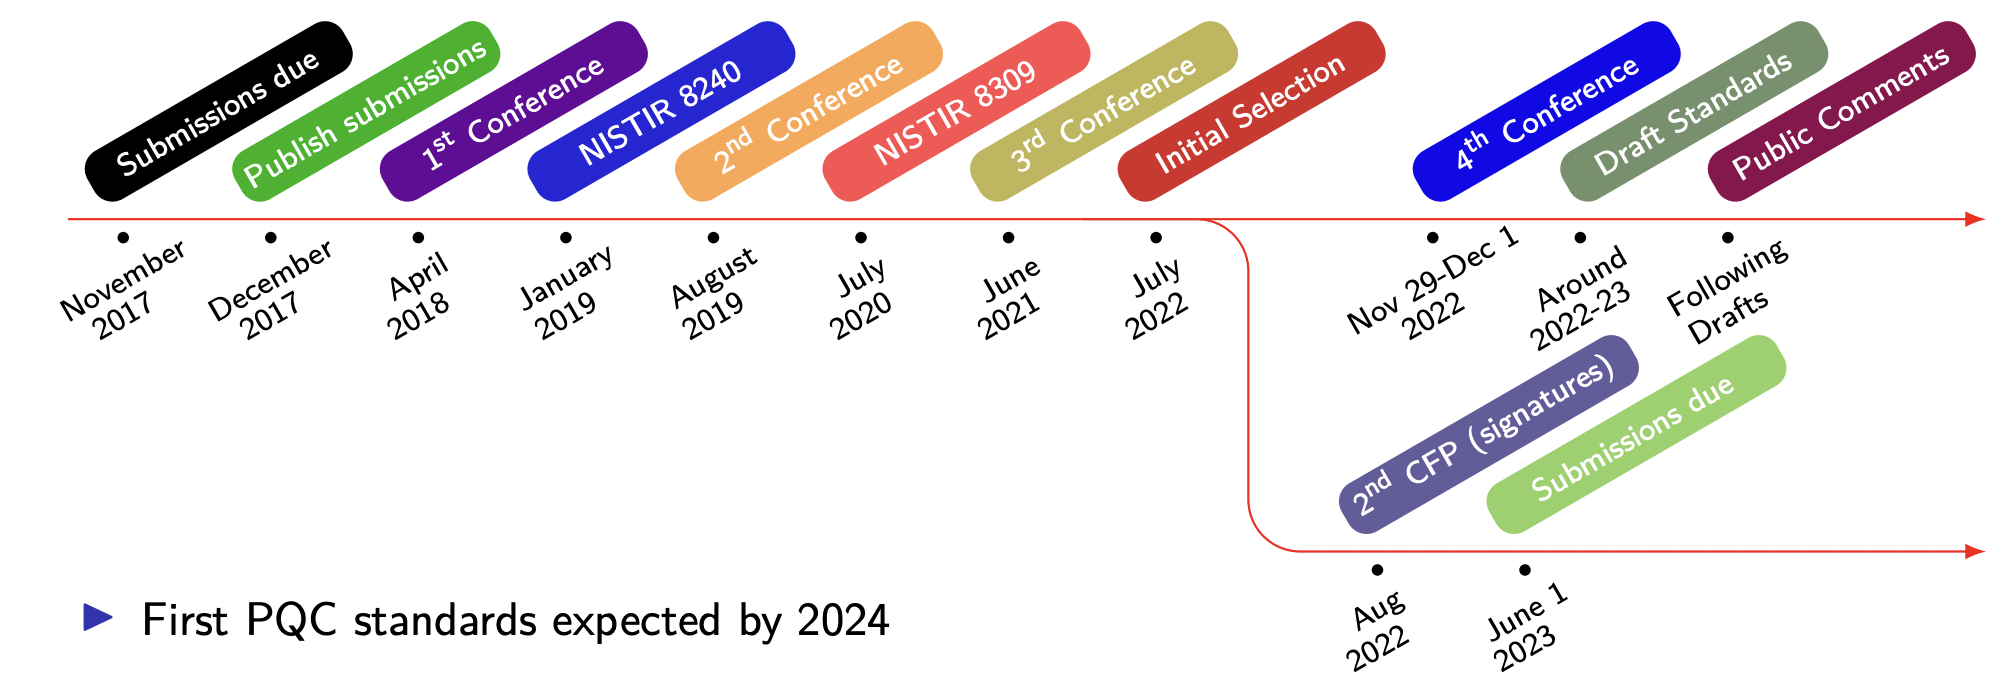 Submissions due
Publish submissions
1st Conference
NISTIR 8240
2nd Conference
NISTIR 8309
3rd Conference
Initial Selection
4th Conference
Draft Standards
Public Comments
November
2017
December
2017
April
2018
January
2019
August
2019
July
2020
June
2021
July
2022
Nov 29-Dec 1
2022
Around
2022-23
Following
Drafts
2nd CFP (signatures)
Submissions due
Aug
2022
June 1
2023
First PQC standards expected by 2024